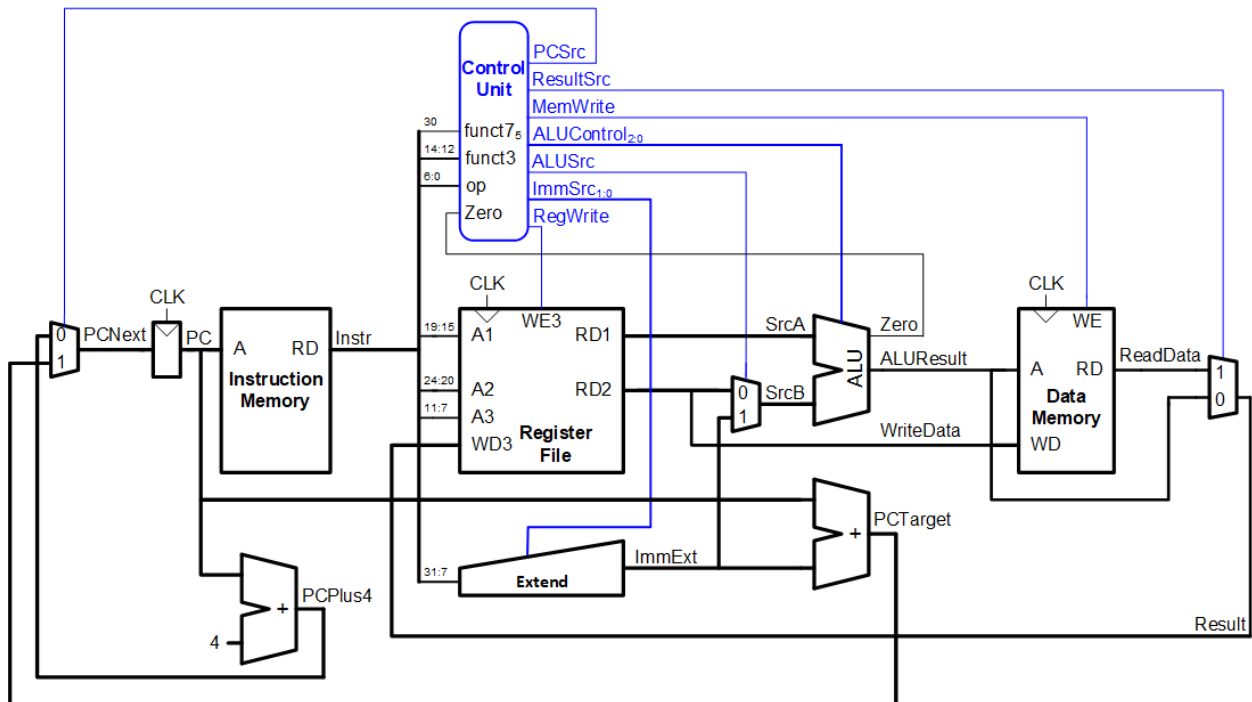 PCSrc
Control
Unit
ResultSrc
MemWrite
30
funct7₅
ALUControl₂:₀
14:12
funct3
ALUSrc
6:0
op
ImmSrc₁:₀
Zero
RegWrite
CLK
CLK
CLK
0
1
PCNext
PC
A
RD
Instruction
Memory
Instr
19:15
A1
WE3
RD1
SrcA
Zero
WE
24:20
A2
RD2
0
1
SrcB
ALU
ALUResult
A
RD
ReadData
1
0
11:7
A3
Data
Memory
WD3
Register
File
WriteData
WD
PCTarget
+
31:7
Extend
ImmExt
PCPlus4
+
4
Result